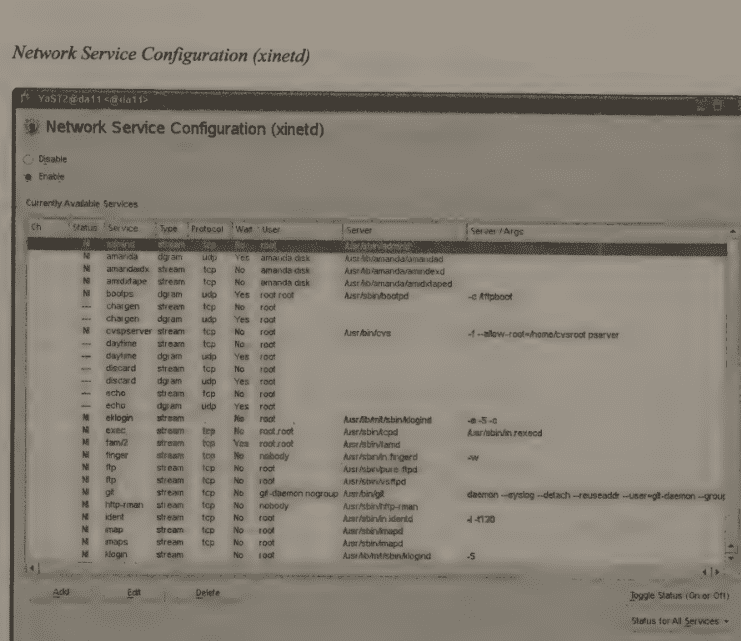 Network Service Configuration (xinetd)
YaST2@da11 <@da11>
Network Service Configuration (xinetd)
Disable
Enable
Currently Available Services
Ch Status Service Type Protocol Wait User Server Server / Args
NI stream tcp No root
NI amanda dgram udp Yes amanda.disk /usr/lib/amanda/amandad
NI amandaidx stream tcp No amanda.disk /usr/lib/amanda/amindexd
NI amidxtape stream tcp No amanda.disk /usr/lib/amanda/amidxtaped
NI bootps dgram udp Yes root.root /usr/sbin/bootpd -c /tftpboot
--- chargen stream tcp No root
--- chargen dgram udp Yes root
NI cvspserver stream tcp No root /usr/bin/cvs -f --allow-root=/home/cvsroot pserver
--- daytime stream tcp No root
--- daytime dgram udp Yes root
--- discard stream tcp No root
--- discard dgram udp Yes root
--- echo stream tcp No root
--- echo dgram udp Yes root
NI eklogin stream No root /usr/lib/mit/sbin/klogind
NI exec stream tcp No root.root /usr/sbin/tcpd /usr/sbin/in.rexecd
NI fam/2 stream tcp Yes root.root /usr/sbin/famd
NI finger stream tcp No nobody /usr/sbin/in.fingerd -w
NI ftp stream tcp No root /usr/sbin/pure-ftpd
NI ftp stream tcp No root /usr/sbin/vsftpd
NI git stream tcp No git-daemon nogroup /usr/bin/git daemon --syslog --detach --reuseaddr --user=git-daemon --group
NI http-rman stream tcp No nobody /usr/sbin/http-rman
NI ident stream tcp No root /usr/sbin/in.identd
NI imap stream tcp No root /usr/sbin/imapd
NI imaps stream tcp No root /usr/sbin/imapd
NI klogin stream No root /usr/lib/mit/sbin/klogind -5
Add Edit Delete Toggle Status (On or Off)
Status for All Services